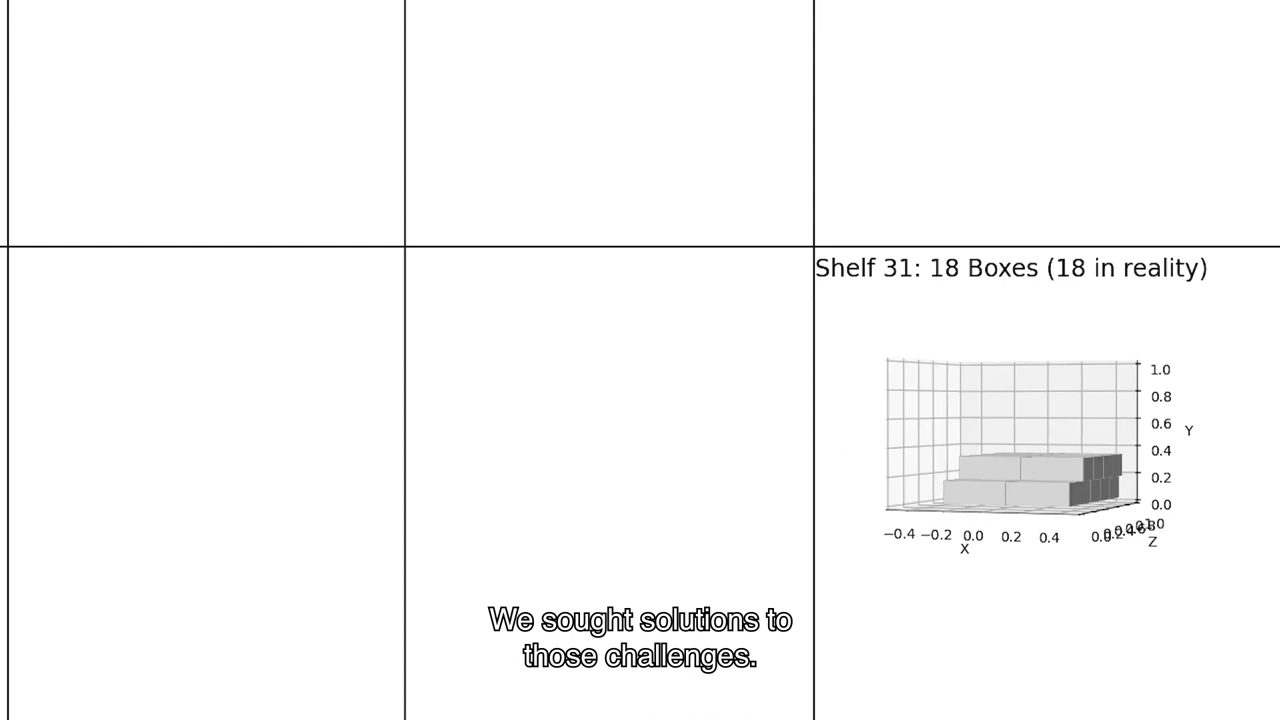 Shelf 31: 18 Boxes (18 in reality)
1.0
0.8
0.6
Y
0.4
0.2
0.0
−0.4 −0.2 0.0 0.2 0.4
X
Z
We sought solutions to
those challenges.